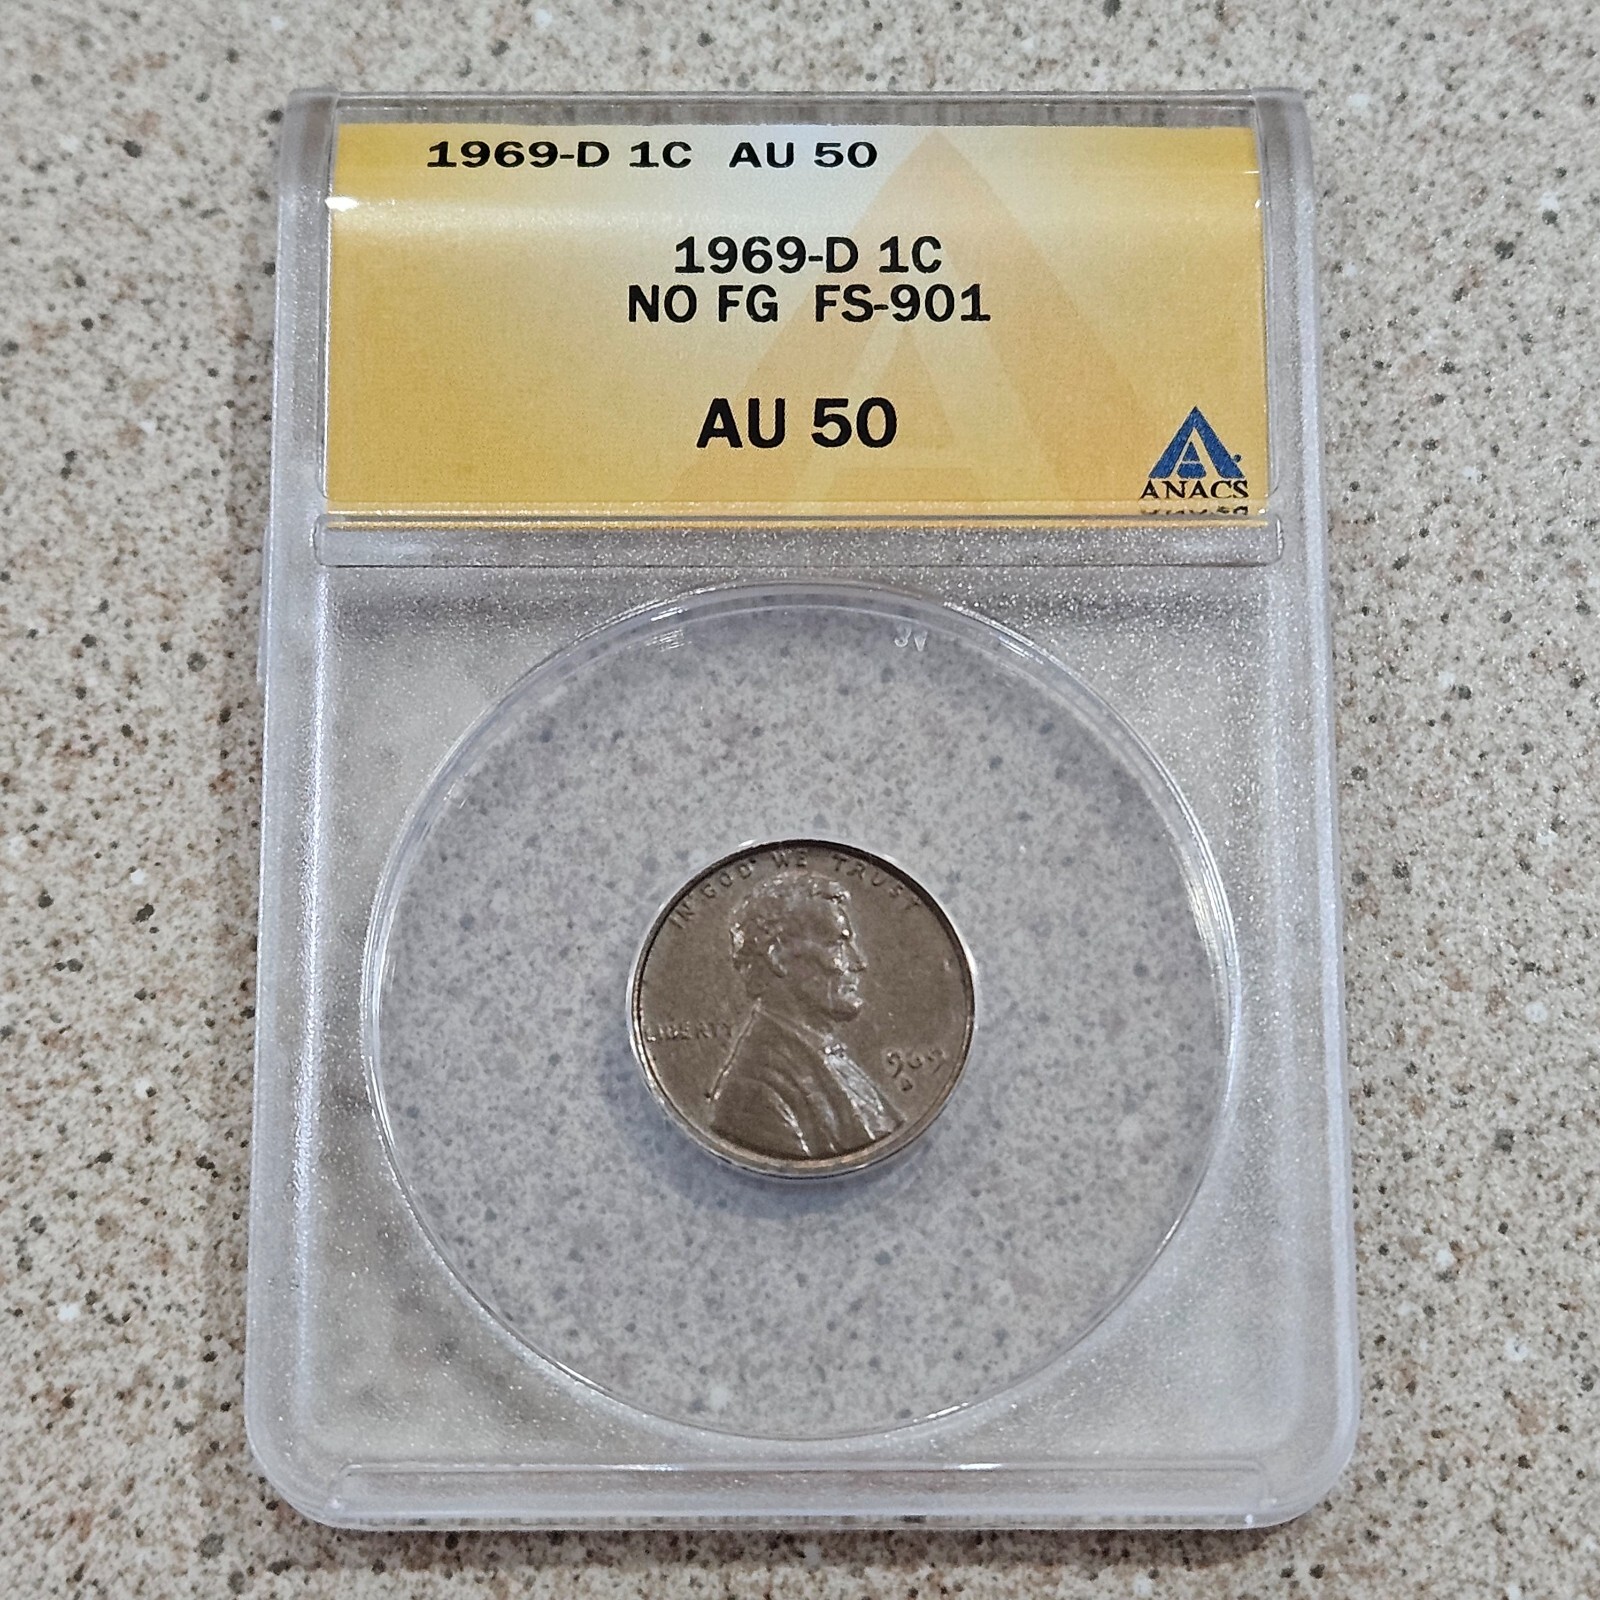 1969-D 1C AU 50
1969-D 1C
NO FG FS-901
AU 50
ANACS
IN GOD WE TRUST
LIBERTY
D